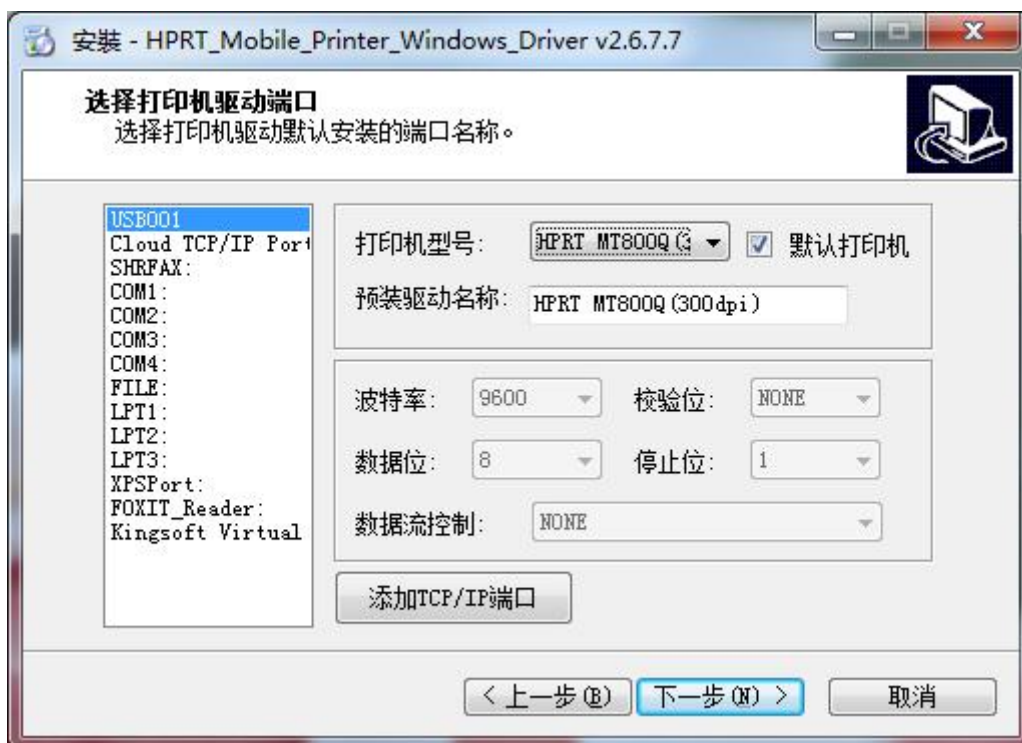 安裝 - HPRT_Mobile_Printer_Windows_Driver v2.6.7.7
选择打印机驱动端口
选择打印机驱动默认安装的端口名称。
USB001
Cloud TCP/IP Port
SHRFAX:
COM1:
COM2:
COM3:
COM4:
FILE:
LPT1:
LPT2:
LPT3:
XPSPort:
FOXIT_Reader:
Kingsoft Virtual
打印机型号: HPRT MT800Q(3 默认打印机
预装驱动名称: HPRT MT800Q(300dpi)
波特率: 9600 校验位: NONE
数据位: 8 停止位: 1
数据流控制: NONE
添加TCP/IP端口
< 上一步(B) 下一步(N) > 取消